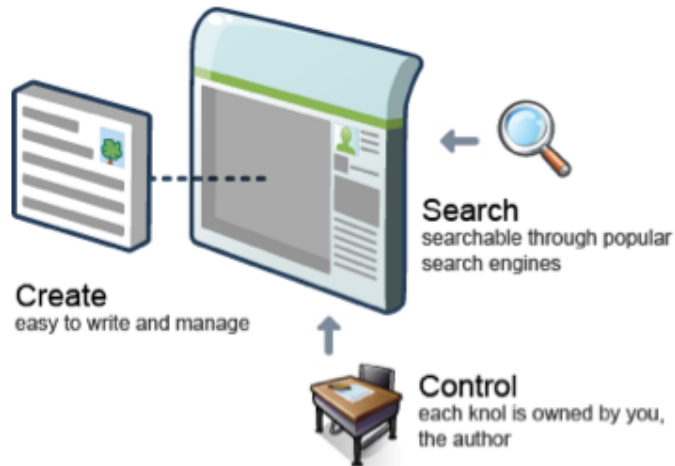 Search
searchable through popular
search engines
Create
easy to write and manage
Control
each knol is owned by you,
the author